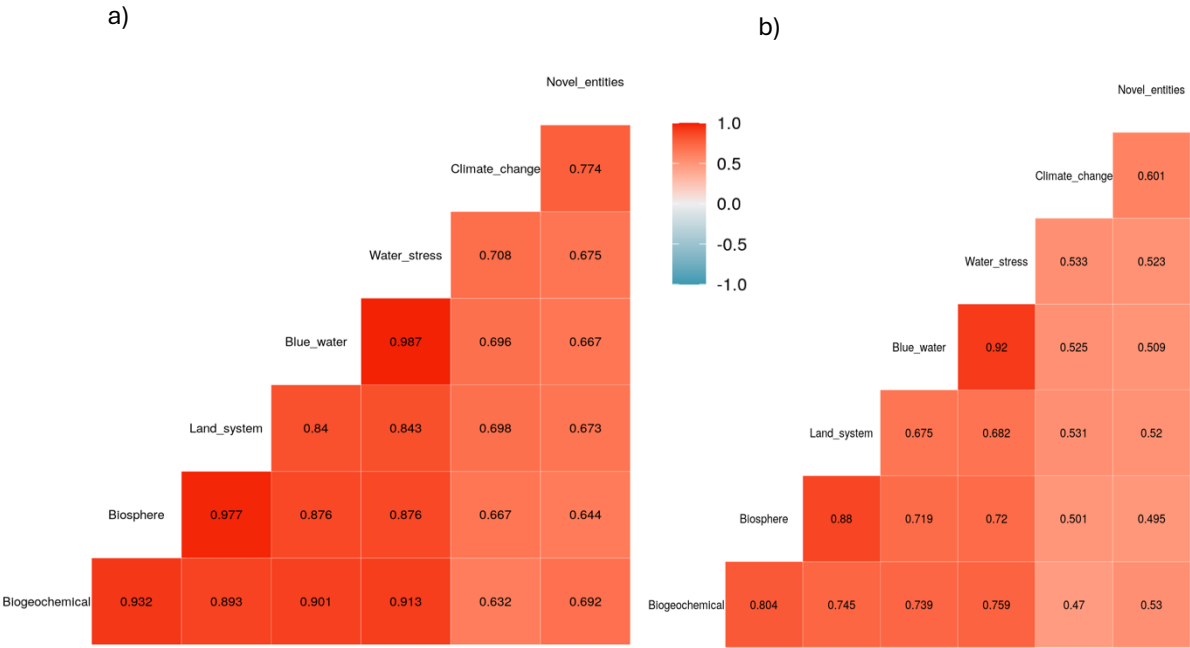 a)
b)
Novel_entities
Climate_change 0.774
Water_stress 0.708 0.675
Blue_water 0.987 0.696 0.667
Land_system 0.84 0.843 0.698 0.673
Biosphere 0.977 0.876 0.876 0.667 0.644
Biogeochemical 0.932 0.893 0.901 0.913 0.632 0.692
1.0
0.5
0.0
-0.5
-1.0
Novel_entities
Climate_change 0.601
Water_stress 0.533 0.523
Blue_water 0.92 0.525 0.509
Land_system 0.675 0.682 0.531 0.52
Biosphere 0.88 0.719 0.72 0.501 0.495
Biogeochemical 0.804 0.745 0.739 0.759 0.47 0.53